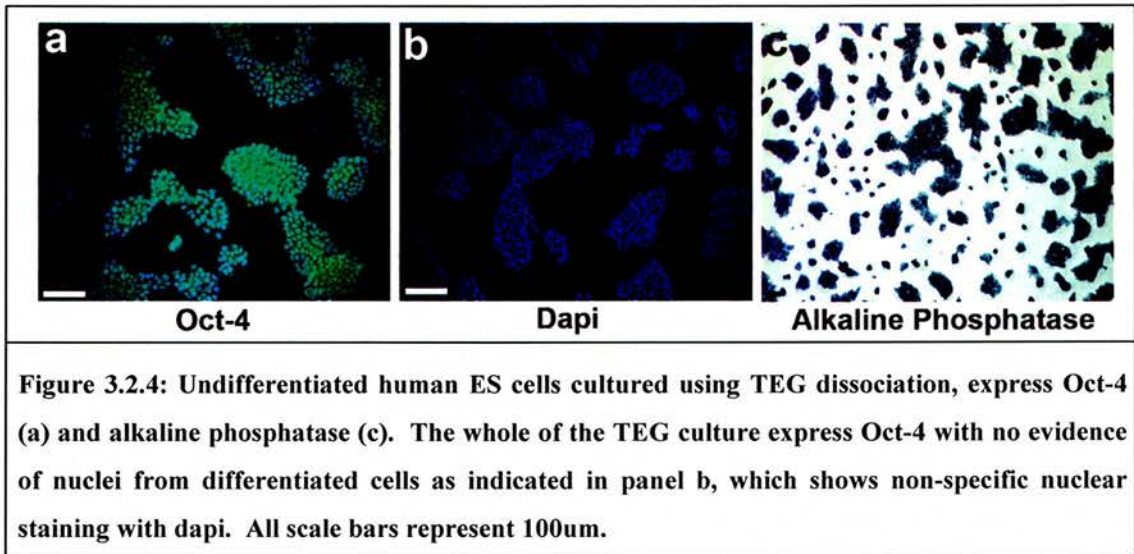 a b c
Oct-4 Dapi Alkaline Phosphatase
Figure 3.2.4: Undifferentiated human ES cells cultured using TEG dissociation, express Oct-4
(a) and alkaline phosphatase (c). The whole of the TEG culture express Oct-4 with no evidence
of nuclei from differentiated cells as indicated in panel b, which shows non-specific nuclear
staining with dapi. All scale bars represent 100um.